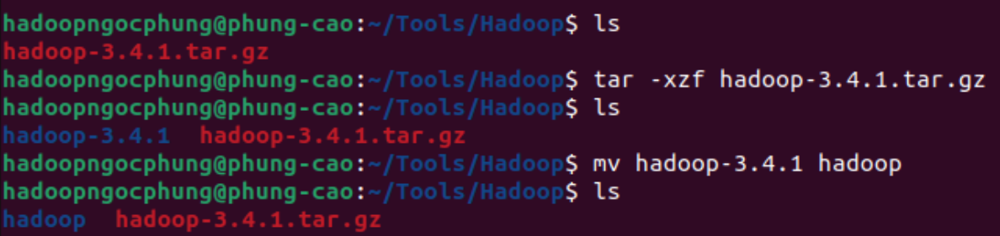 hadoopngocphung@phung-cao:~/Tools/Hadoop$ ls
hadoop-3.4.1.tar.gz
hadoopngocphung@phung-cao:~/Tools/Hadoop$ tar -xzf hadoop-3.4.1.tar.gz
hadoopngocphung@phung-cao:~/Tools/Hadoop$ ls
hadoop-3.4.1  hadoop-3.4.1.tar.gz
hadoopngocphung@phung-cao:~/Tools/Hadoop$ mv hadoop-3.4.1 hadoop
hadoopngocphung@phung-cao:~/Tools/Hadoop$ ls
hadoop  hadoop-3.4.1.tar.gz